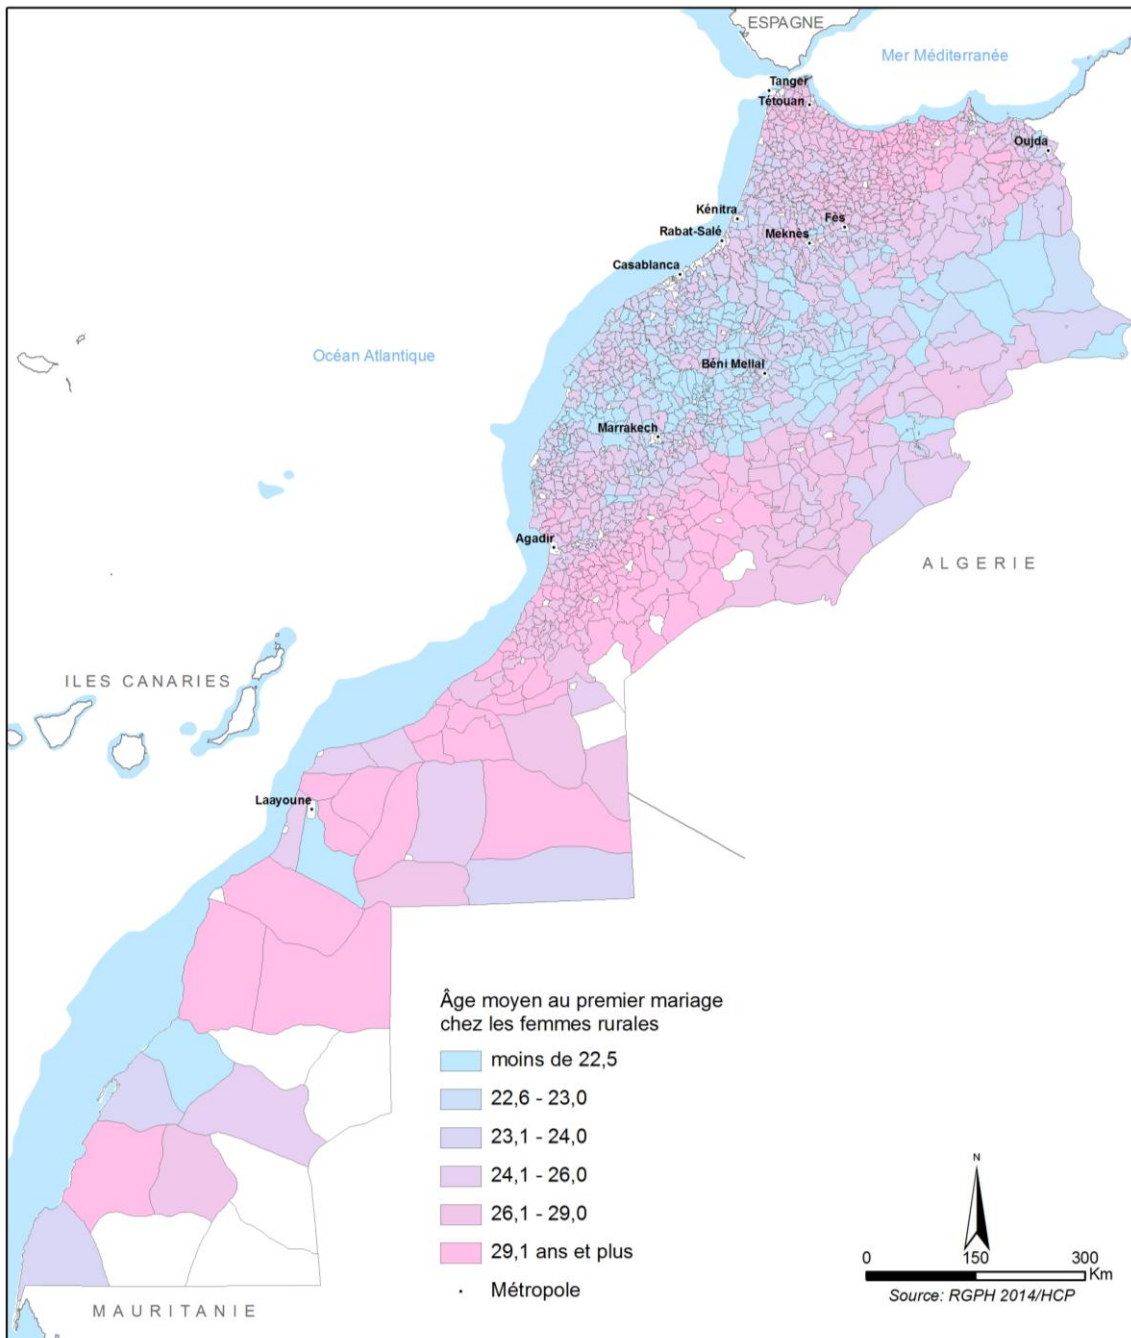 ESPAGNE
Mer Méditerranée
Tanger
Tétouan
Oujda
Kénitra
Fès
Rabat-Salé
Meknès
Casablanca
Océan Atlantique
Béni Mellal
Marrakech
Agadir
ALGERIE
ILES CANARIES
Laayoune
Âge moyen au premier mariage
chez les femmes rurales
moins de 22,5
22,6 - 23,0
23,1 - 24,0
24,1 - 26,0
26,1 - 29,0
29,1 ans et plus
Métropole
N
0 150 300
Km
Source: RGPH 2014/HCP
MAURITANIE